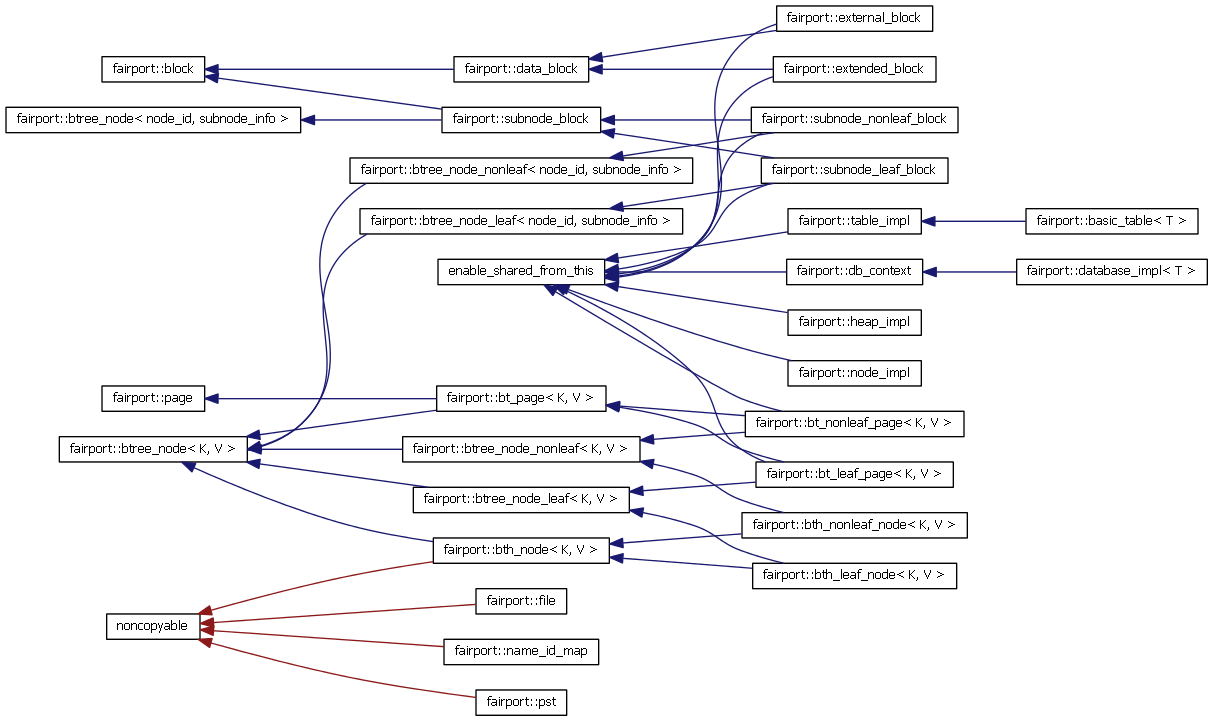 fairport::external_block
fairport::block
fairport::data_block
fairport::extended_block
fairport::btree_node< node_id, subnode_info >
fairport::subnode_block
fairport::subnode_nonleaf_block
fairport::btree_node_nonleaf< node_id, subnode_info >
fairport::subnode_leaf_block
fairport::btree_node_leaf< node_id, subnode_info >
fairport::table_impl
fairport::basic_table< T >
enable_shared_from_this
fairport::db_context
fairport::database_impl< T >
fairport::heap_impl
fairport::node_impl
fairport::page
fairport::bt_page< K, V >
fairport::bt_nonleaf_page< K, V >
fairport::btree_node< K, V >
fairport::btree_node_nonleaf< K, V >
fairport::bt_leaf_page< K, V >
fairport::btree_node_leaf< K, V >
fairport::bth_nonleaf_node< K, V >
fairport::bth_node< K, V >
fairport::bth_leaf_node< K, V >
fairport::file
noncopyable
fairport::name_id_map
fairport::pst